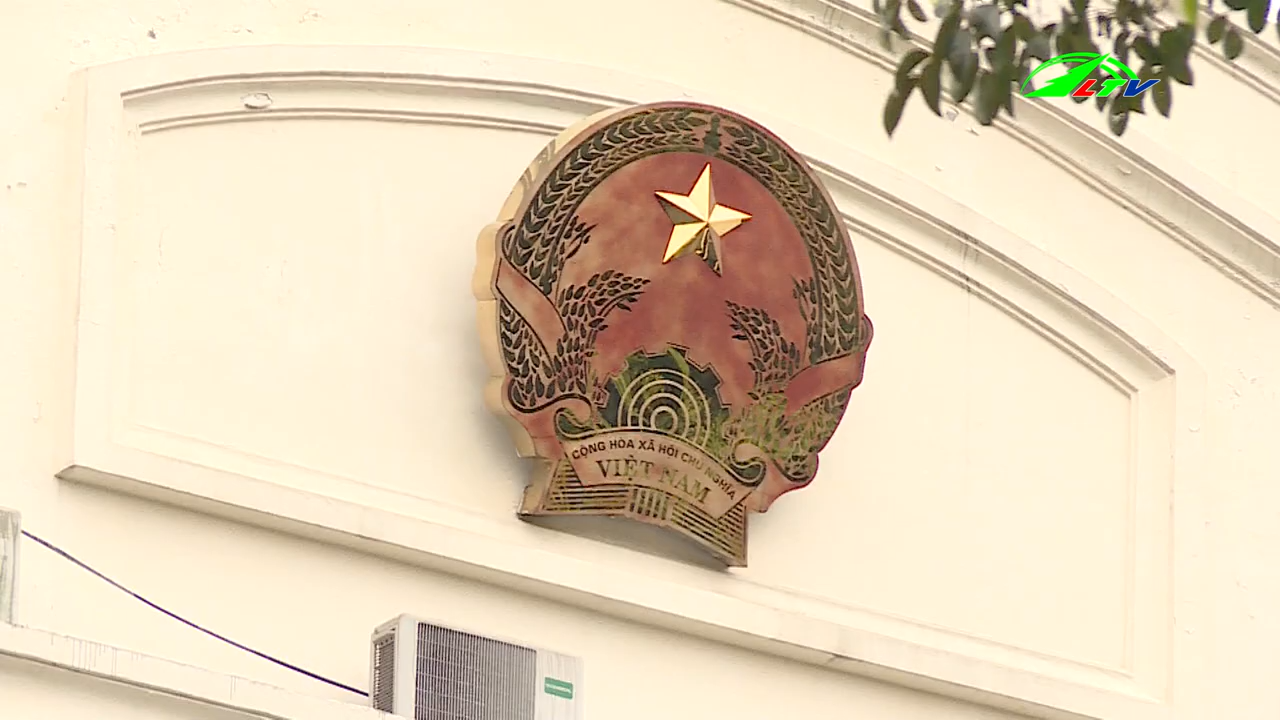 LTV
CỘNG HÒA XÃ HỘI CHỦ NGHĨA
VIỆT NAM